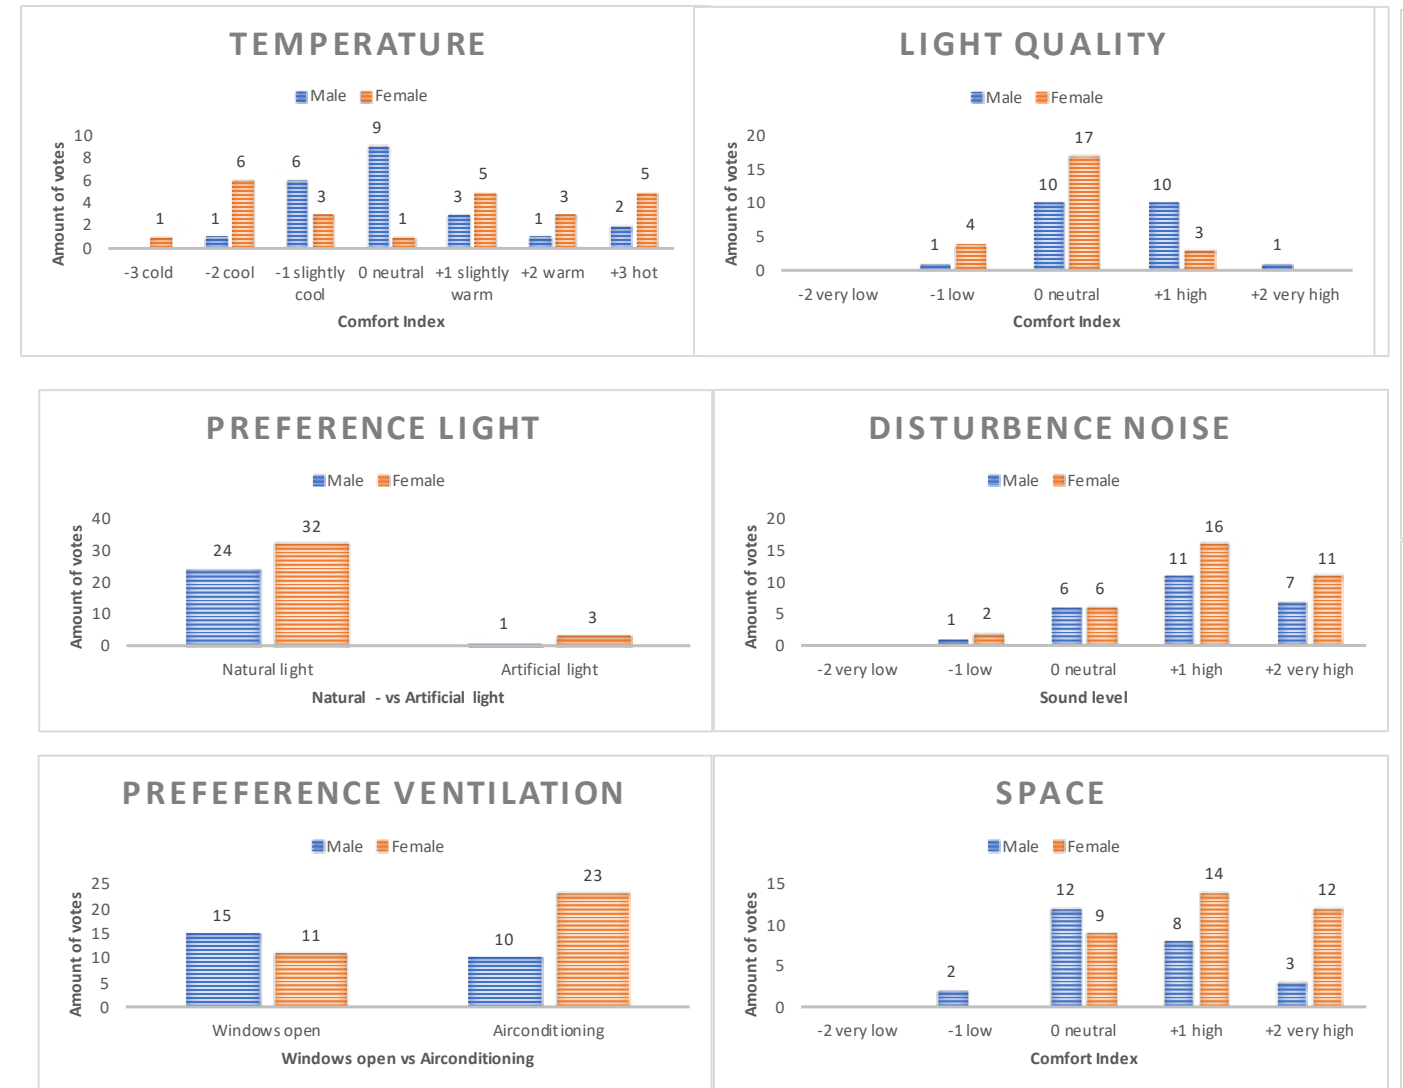 TEMPERATURE
Male Female
Amount of votes
10
8
6
4
2
0
1
1
6
6
3
9
1
3
5
1
3
2
5
-3 cold -2 cool -1 slightly cool 0 neutral +1 slightly warm +2 warm +3 hot
Comfort Index
LIGHT QUALITY
Male Female
Amount of votes
20
15
10
5
0
1
4
10
17
10
3
1
-2 very low -1 low 0 neutral +1 high +2 very high
Comfort Index
PREFERENCE LIGHT
Male Female
Amount of votes
40
30
20
10
0
24
32
1
3
Natural light Artificial light
Natural - vs Artificial light
DISTURBENCE NOISE
Male Female
Amount of votes
20
15
10
5
0
1
2
6
6
11
16
7
11
-2 very low -1 low 0 neutral +1 high +2 very high
Sound level
PREFEFERENCE VENTILATION
Male Female
Amount of votes
25
20
15
10
5
0
15
11
10
23
Windows open Airconditioning
Windows open vs Airconditioning
SPACE
Male Female
Amount of votes
15
10
5
0
2
12
9
8
14
3
12
-2 very low -1 low 0 neutral +1 high +2 very high
Comfort Index